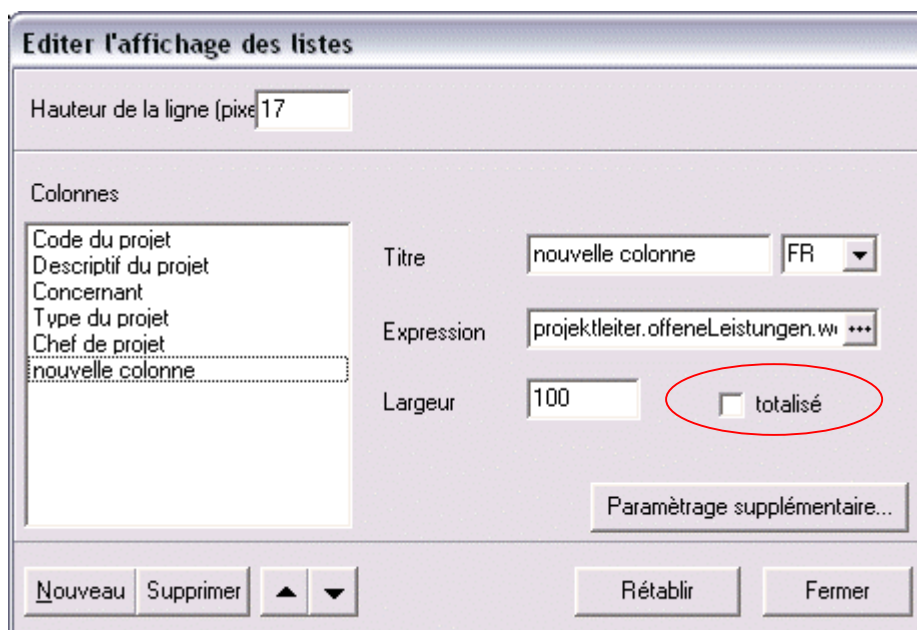 Editer l'affichage des listes
Hauteur de la ligne (pixe 17
Colonnes
Code du projet
Descriptif du projet
Concernant
Type du projet
Chef de projet
nouvelle colonne
Titre nouvelle colonne FR
Expression projektleiter.offeneLeistungen.w ...
Largeur 100 totalisé
Paramètrage supplémentaire...
Nouveau Supprimer Rétablir Fermer